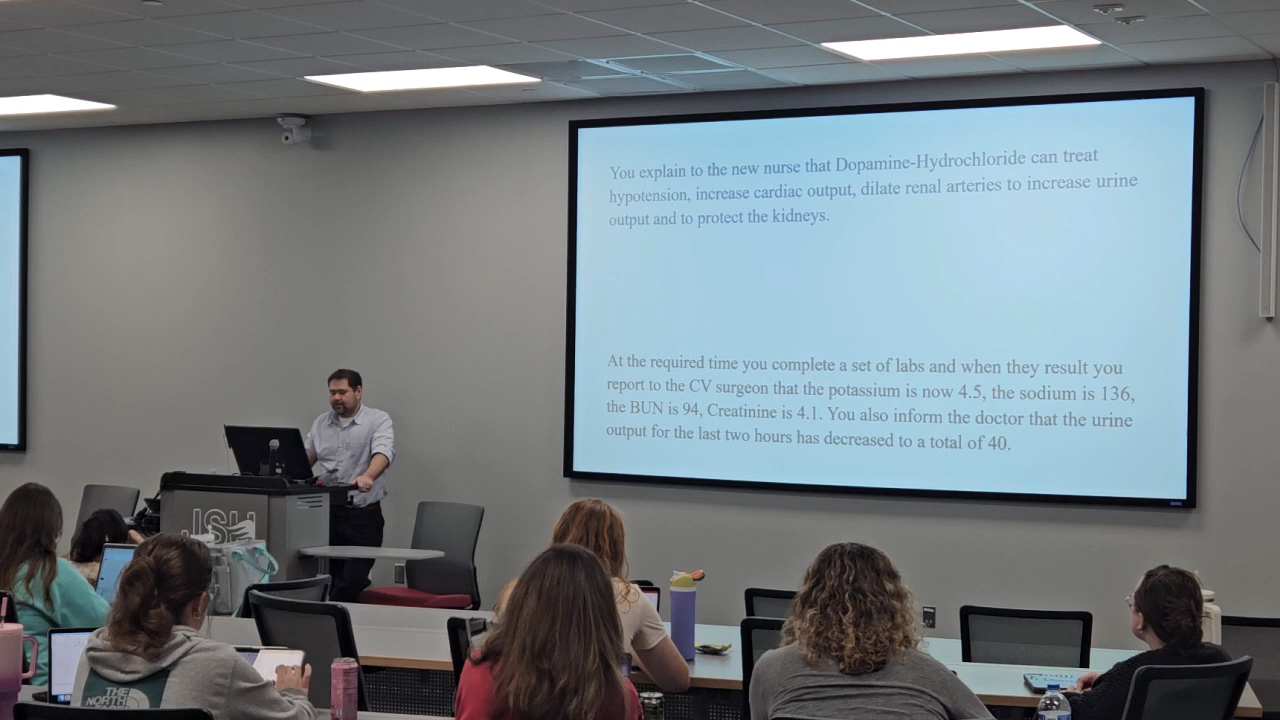 You explain to the new nurse that Dopamine-Hydrochloride can treat
hypotension, increase cardiac output, dilate renal arteries to increase urine
output and to protect the kidneys.
At the required time you complete a set of labs and when they result you
report to the CV surgeon that the potassium is now 4.5, the sodium is 136,
the BUN is 94, Creatinine is 4.1. You also inform the doctor that the urine
output for the last two hours has decreased to a total of 40.
JSH
THE
NORTH